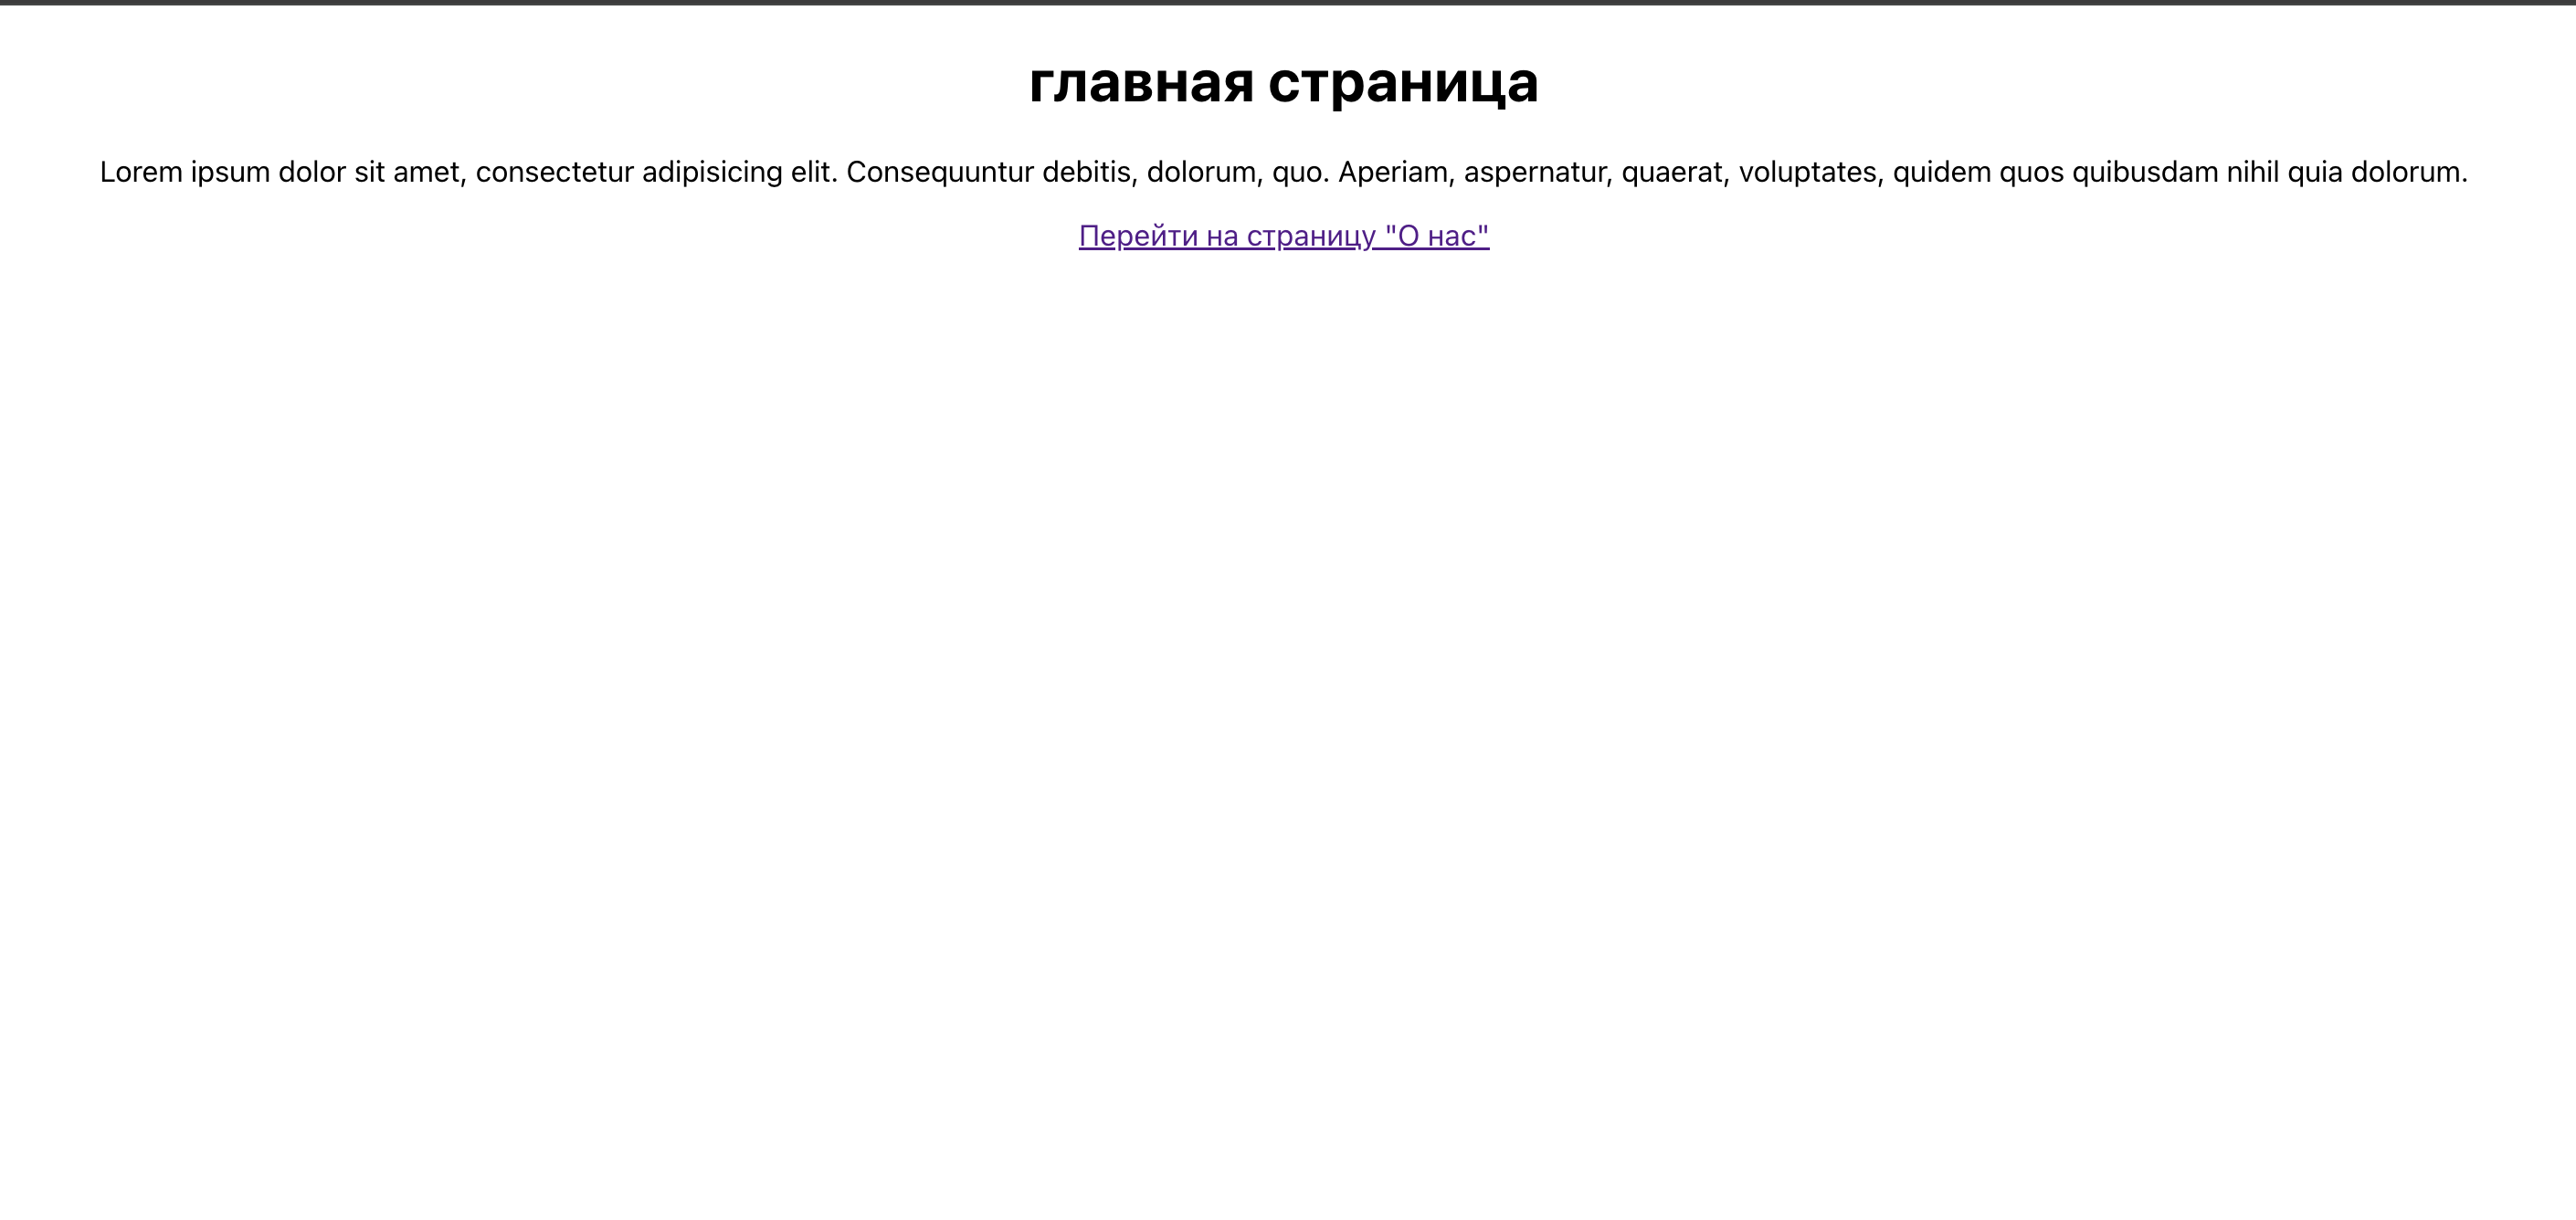 главная страница
Lorem ipsum dolor sit amet, consectetur adipisicing elit. Consequuntur debitis, dolorum, quo. Aperiam, aspernatur, quaerat, voluptates, quidem quos quibusdam nihil quia dolorum.
Перейти на страницу "О нас"